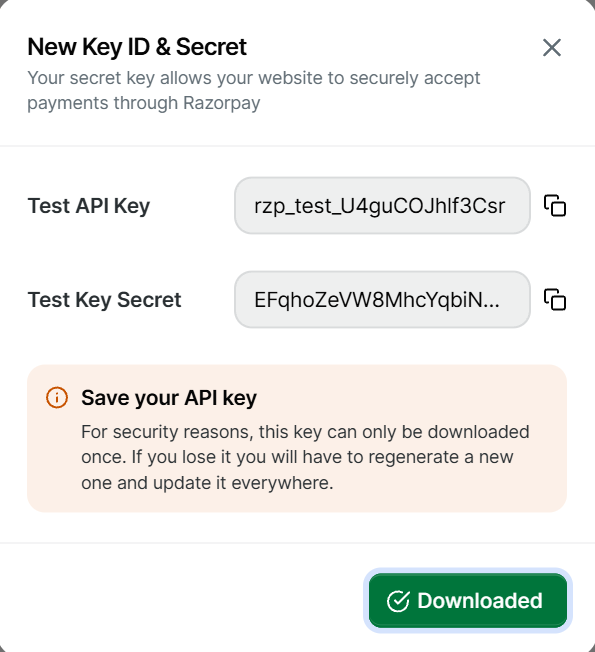 New Key ID & Secret
Your secret key allows your website to securely accept
payments through Razorpay
Test API Key
rzp_test_U4guCOJhlf3Csr
Test Key Secret
EFqhoZeVW8MhcYqbiN...
Save your API key
For security reasons, this key can only be downloaded
once. If you lose it you will have to regenerate a new
one and update it everywhere.
Downloaded